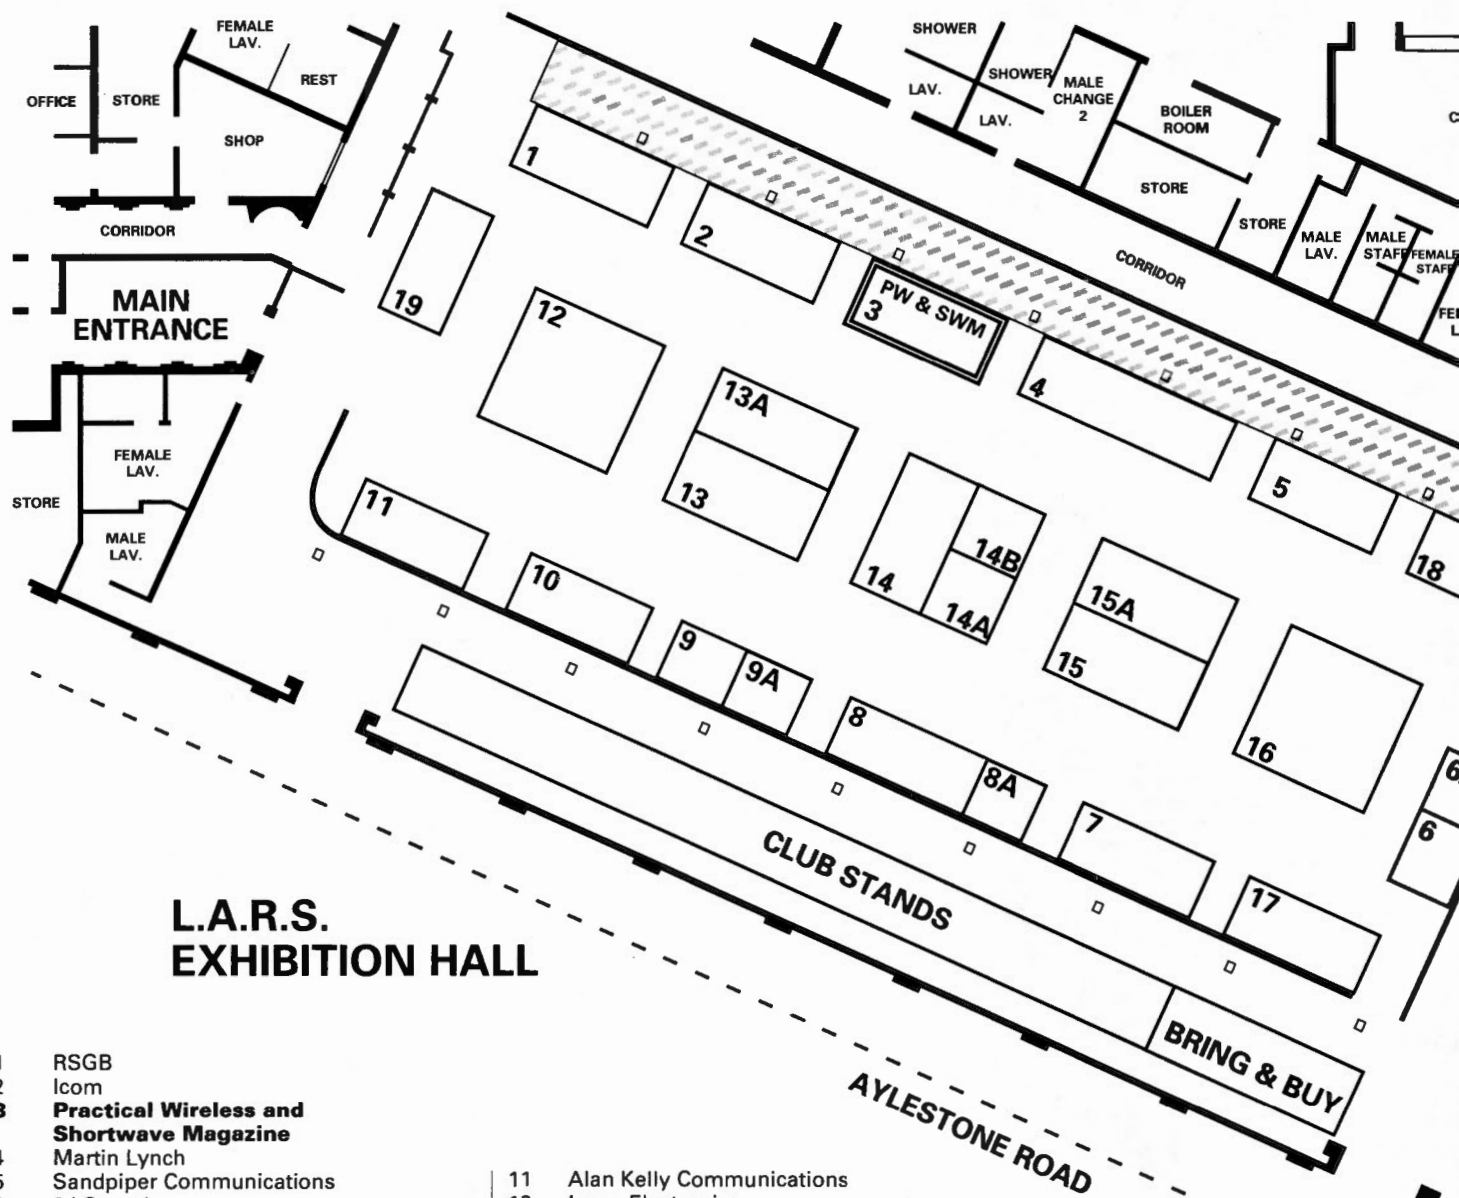 FEMALE
LAV.
REST
OFFICE
STORE
SHOP
CORRIDOR
MAIN
ENTRANCE
FEMALE
LAV.
STORE
MALE
LAV.
SHOWER
LAV.
SHOWER
LAV.
MALE
CHANGE
2
BOILER
ROOM
STORE
STORE
MALE
LAV.
MALE
STAFF
FEMALE
STAFF
CORRIDOR
1
2
PW & SWM
3
4
5
18
19
12
13A
13
14
14B
14A
15A
15
16
6
11
10
9
9A
8
8A
7
17
CLUB STANDS
BRING & BUY
AYLESTONE ROAD
L.A.R.S.
EXHIBITION HALL
RSGB
Icom
Practical Wireless and
Shortwave Magazine
Martin Lynch
Sandpiper Communications
11 Alan Kelly Communications